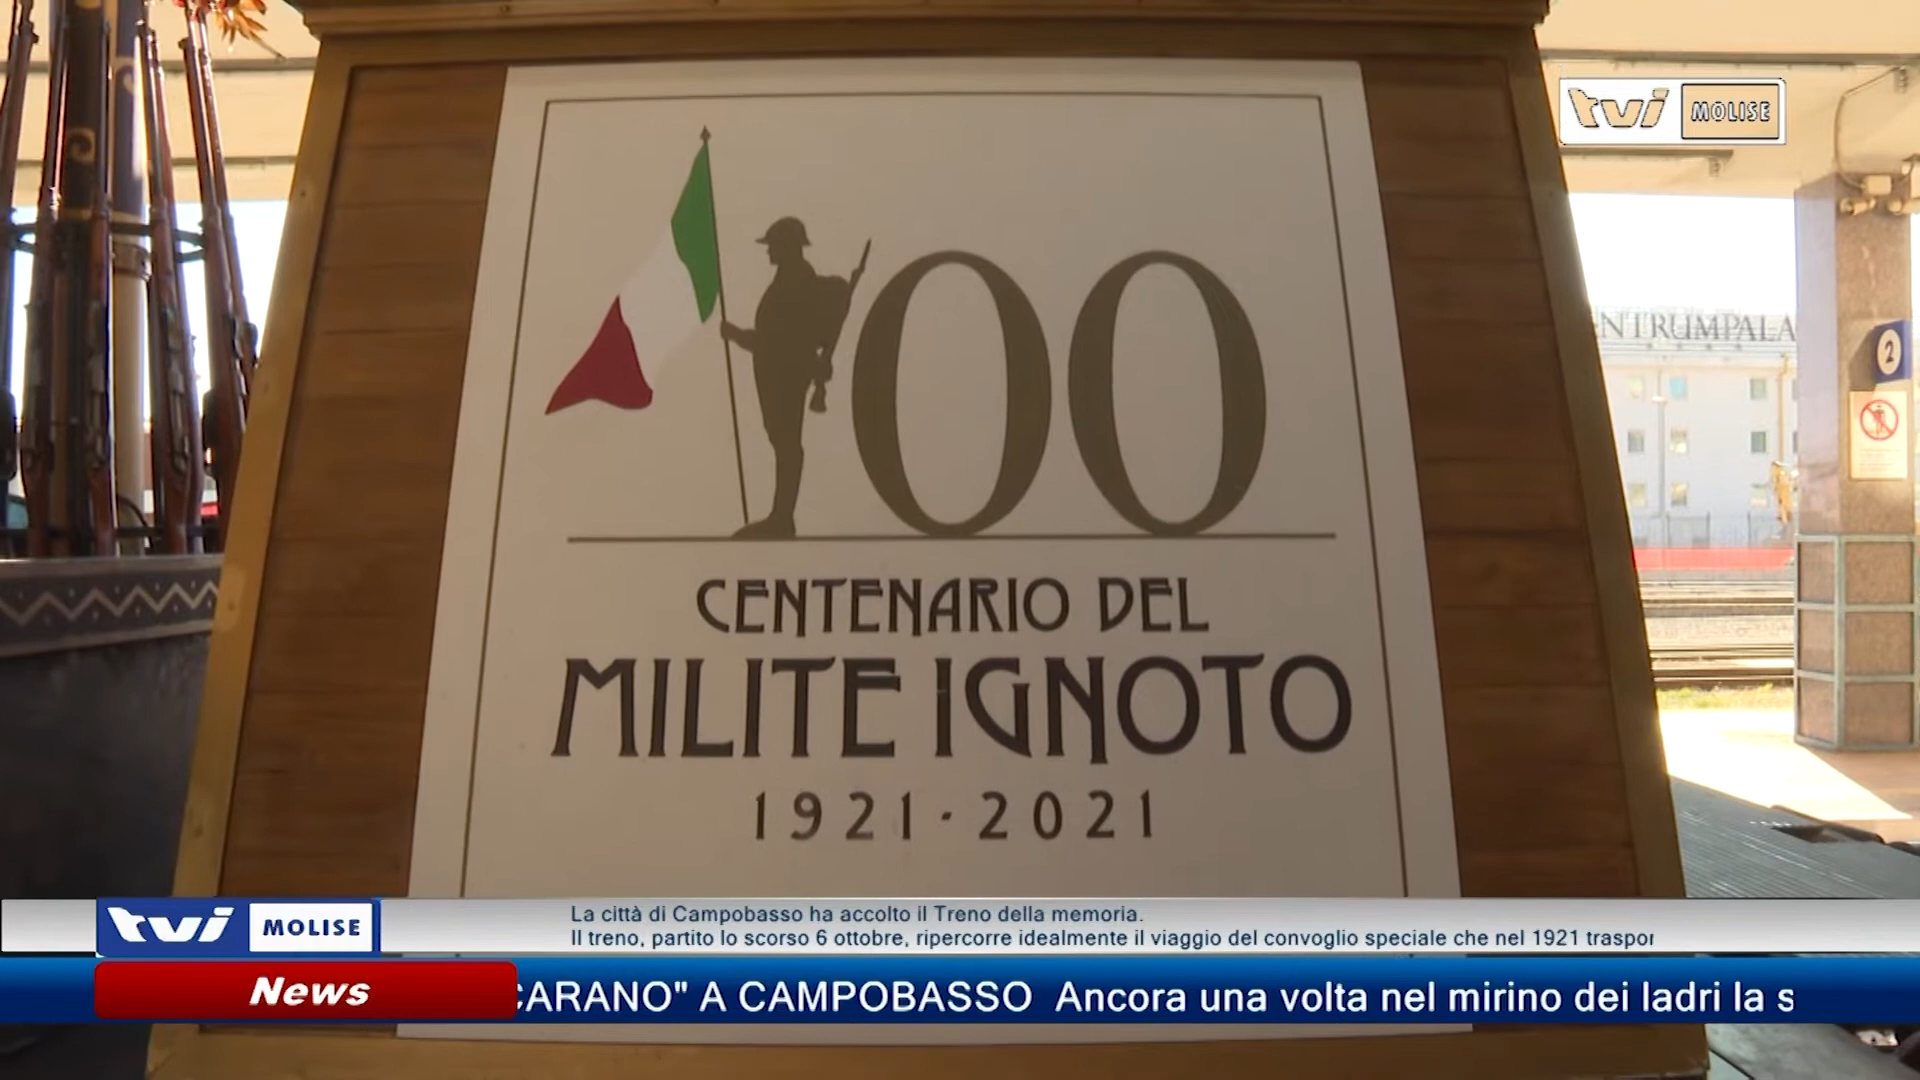 tvi MOLISE
NTRUMPALA
2
00
CENTENARIO DEL
MILITE IGNOTO
1921-2021
tvi MOLISE
La città di Campobasso ha accolto il Treno della memoria.
Il treno, partito lo scorso 6 ottobre, ripercorre idealmente il viaggio del convoglio speciale che nel 1921 traspor
News
CARANO" A CAMPOBASSO Ancora una volta nel mirino dei ladri la s